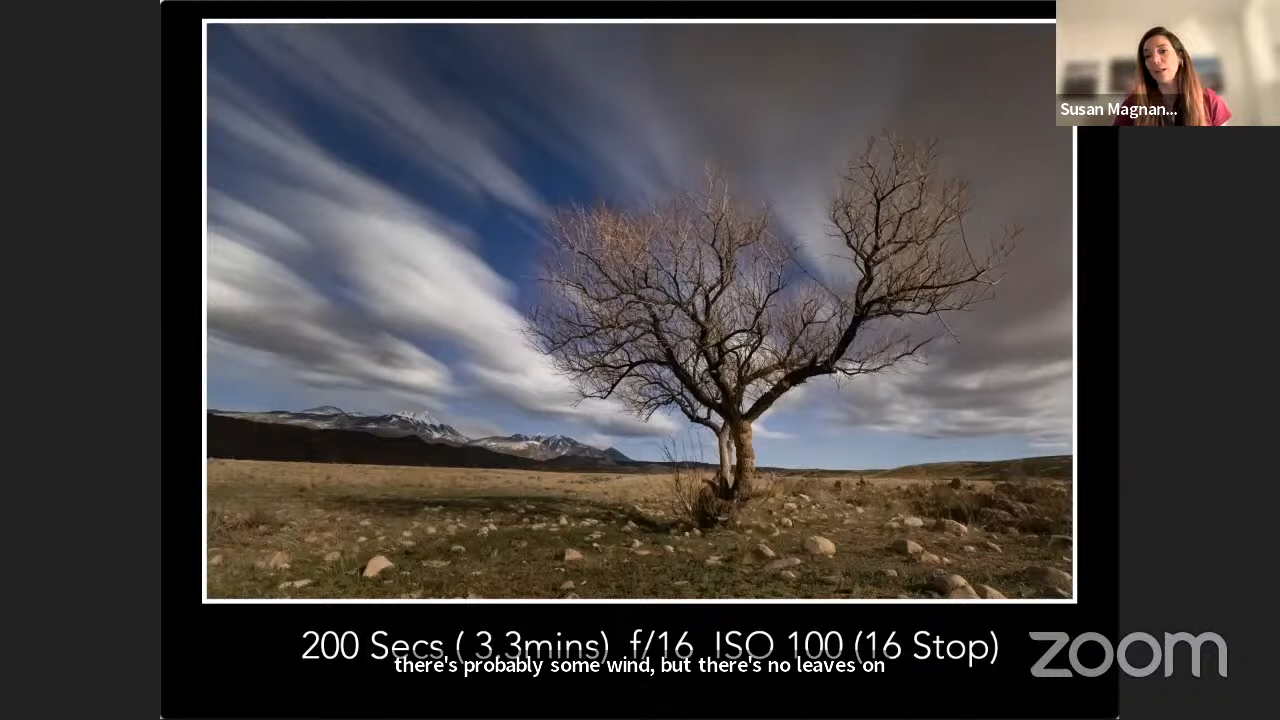 Susan Magnan...
200 Secs ( 3.3mins) f/16 ISO 100 (16 Stop)
there's probably some wind, but there's no leaves on
zoom